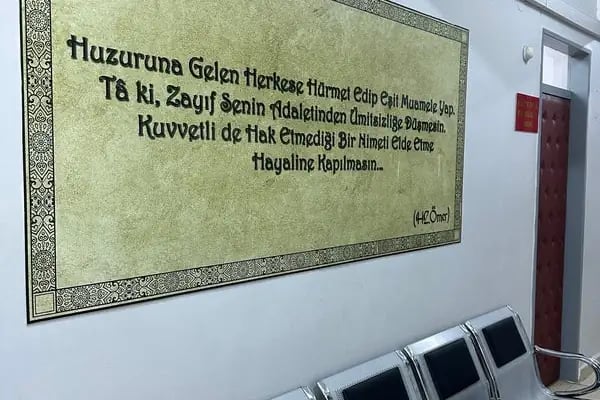 Huzuruna Gelen Herkese Hürmet Edip Eşit Muamele Yap.
Tâ ki, Zayıf Senin Adaletinden Ümitsizliğe Düşmesin.
Kuvvetli de Hak Etmediği Bir Nimeti Elde Etme
Hayaline Kapılmasın...
(Hz. Ömer)